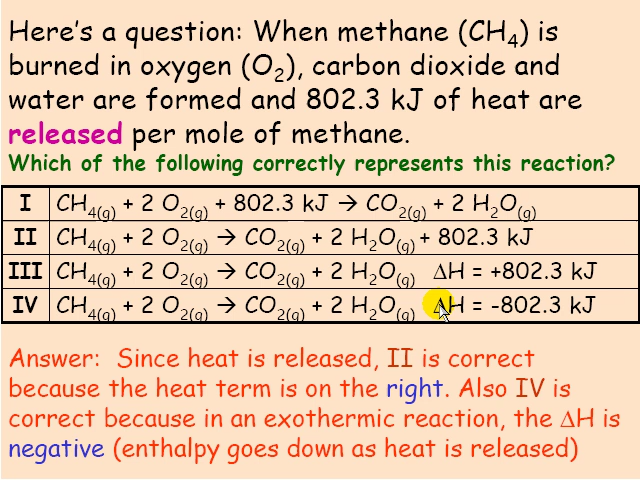 Here's a question: When methane (CH₄) is
burned in oxygen (O₂), carbon dioxide and
water are formed and 802.3 kJ of heat are
released per mole of methane.
Which of the following correctly represents this reaction?
I CH₄(g) + 2 O₂(g) + 802.3 kJ → CO₂(g) + 2 H₂O(g)
II CH₄(g) + 2 O₂(g) → CO₂(g) + 2 H₂O(g) + 802.3 kJ
III CH₄(g) + 2 O₂(g) → CO₂(g) + 2 H₂O(g) ΔH = +802.3 kJ
IV CH₄(g) + 2 O₂(g) → CO₂(g) + 2 H₂O(g) ΔH = -802.3 kJ
Answer: Since heat is released, II is correct
because the heat term is on the right. Also IV is
correct because in an exothermic reaction, the ΔH is
negative (enthalpy goes down as heat is released)